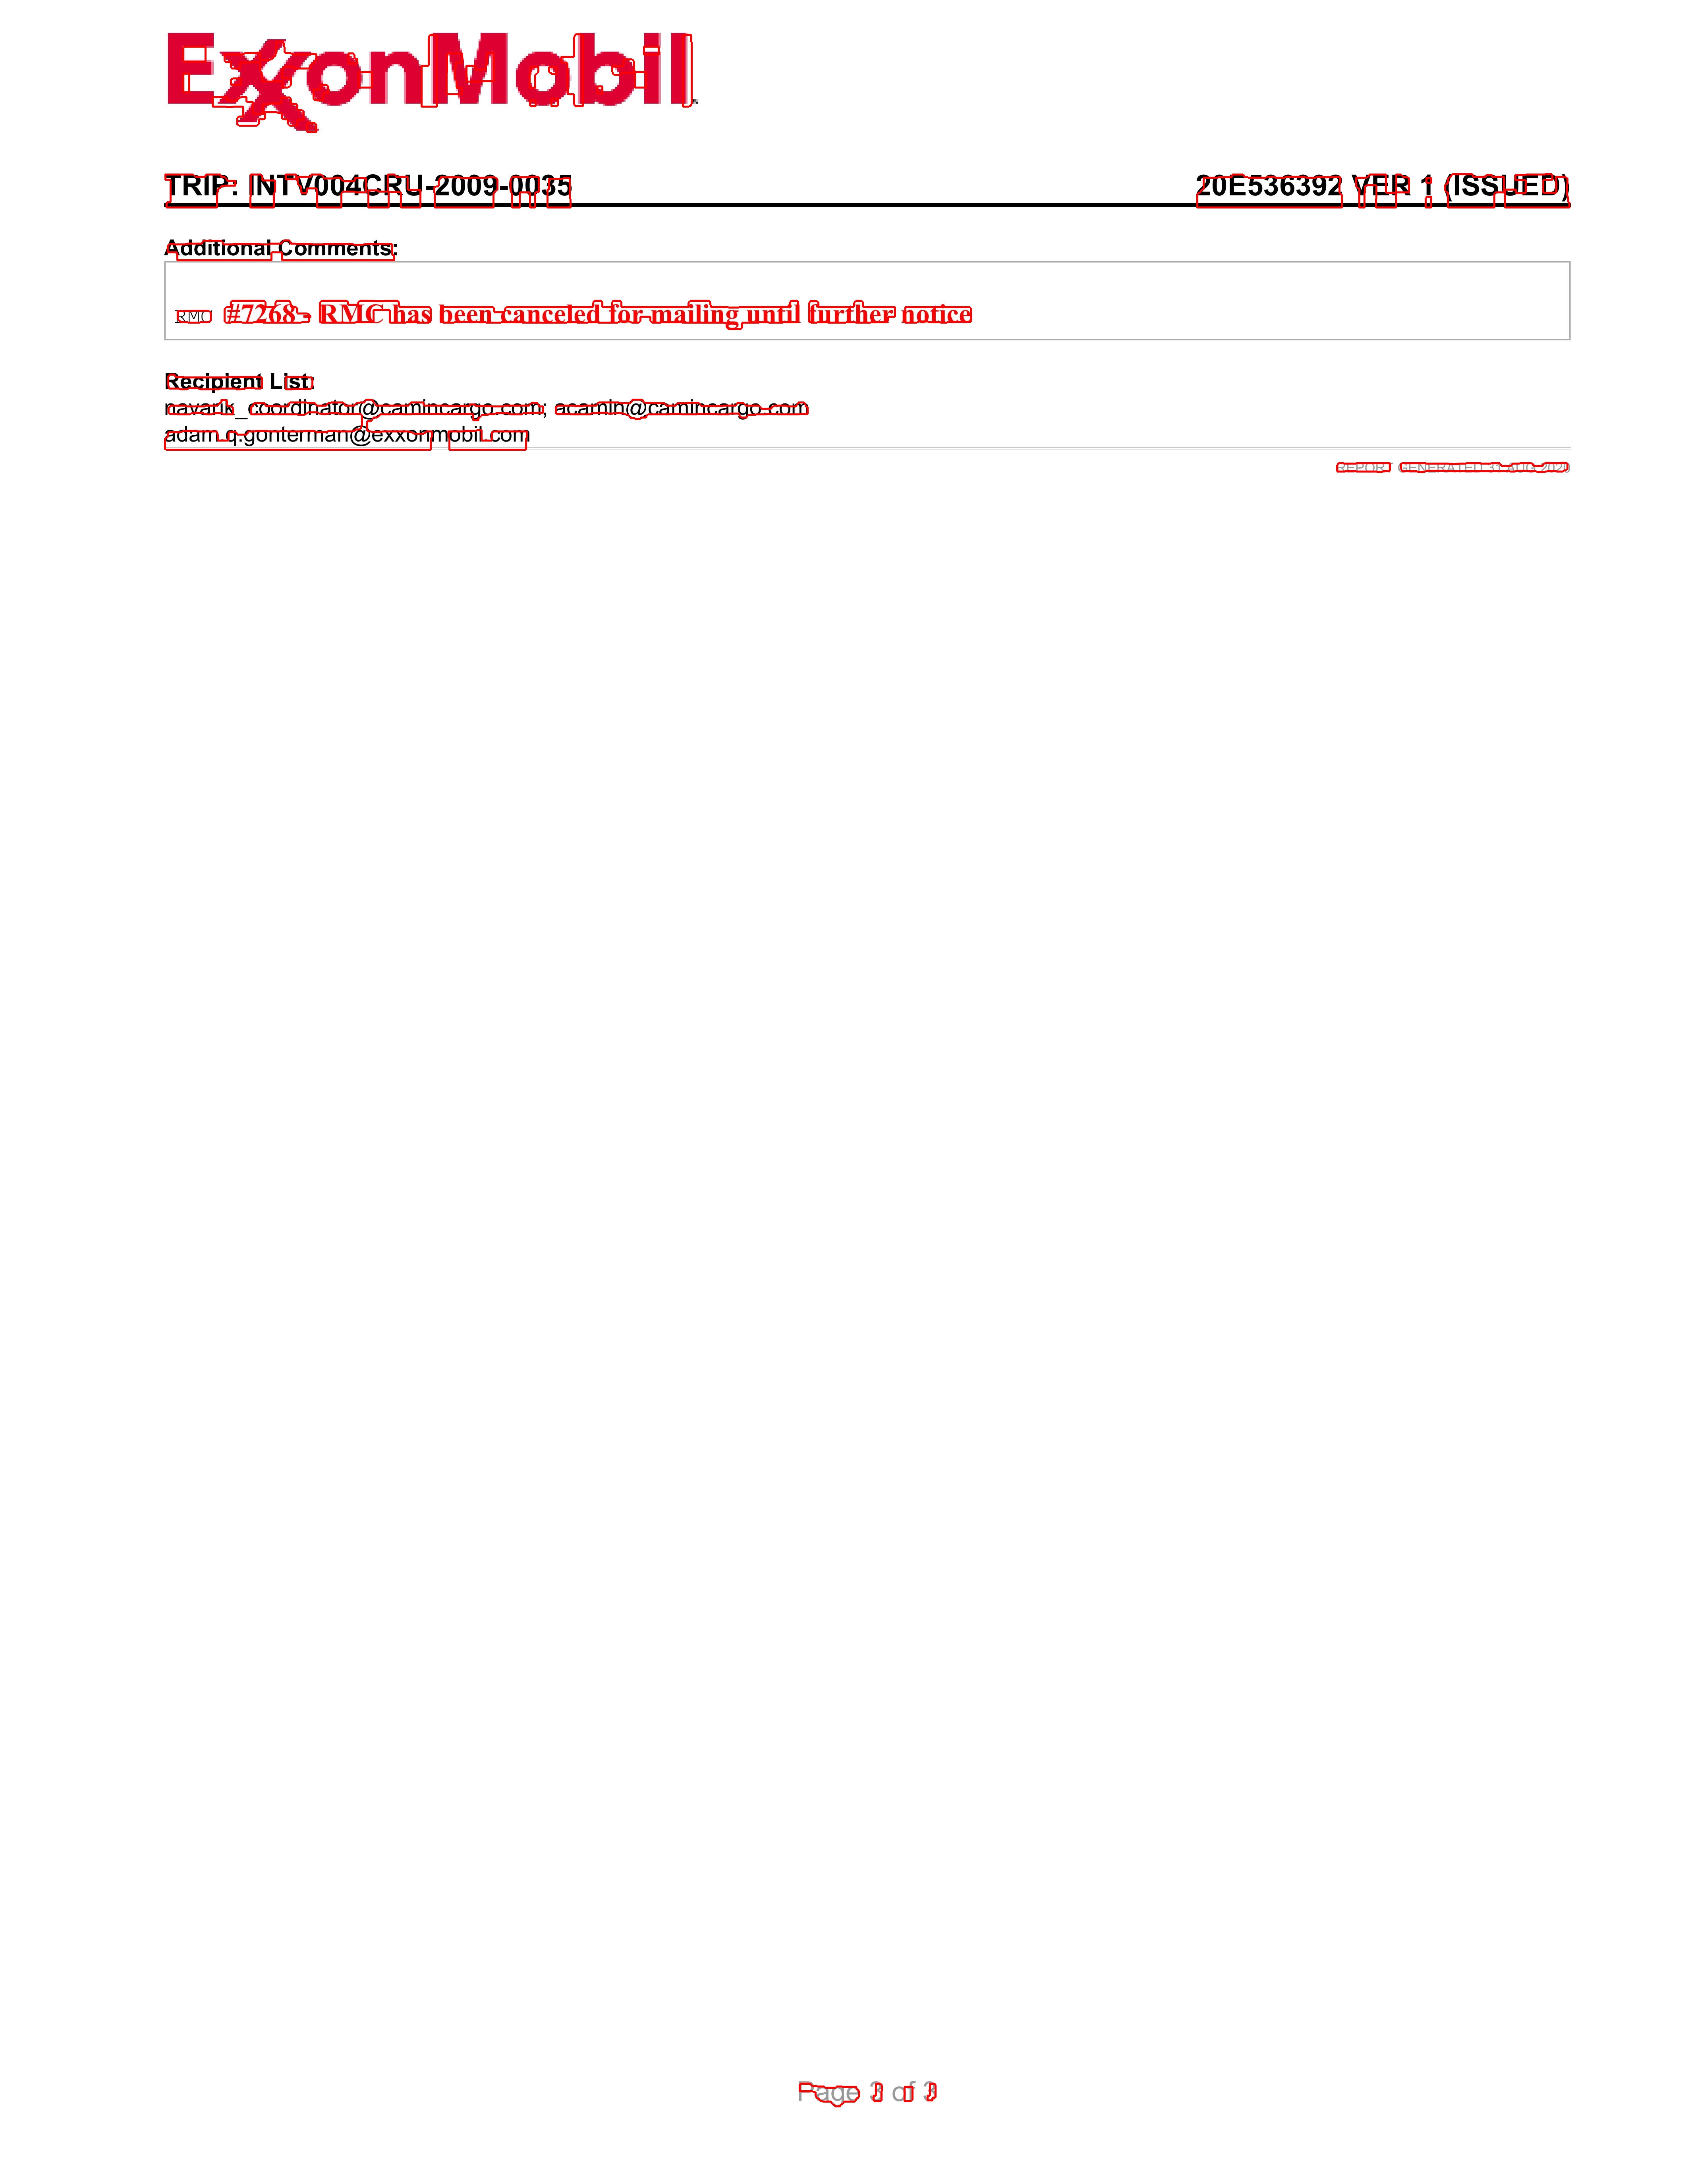 ExxonMobil
TRIP: INTV004CRU-2009-0035 20E536392 VER 1 (ISSUED)
Additional Comments:
RMC #7268 - RMC has been canceled for mailing until further notice
Recipient List:
navarik_coordinator@camincargo.com; acamin@camincargo.com
adam.q.gonterman@exxonmobil.com
REPORT GENERATED 31 AUG 2020
Page 3 of 3